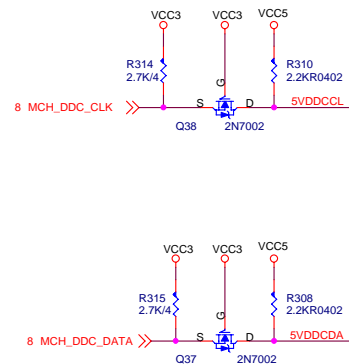 VCC3 VCC3 VCC5
R314 R310
2.7K/4 G 2.2KR0402
8 MCH_DDC_CLK S D 5VDDCCL
Q38 2N7002
VCC3 VCC3 VCC5
R315 R308
2.7K/4 G 2.2KR0402
8 MCH_DDC_DATA S D 5VDDCDA
Q37 2N7002